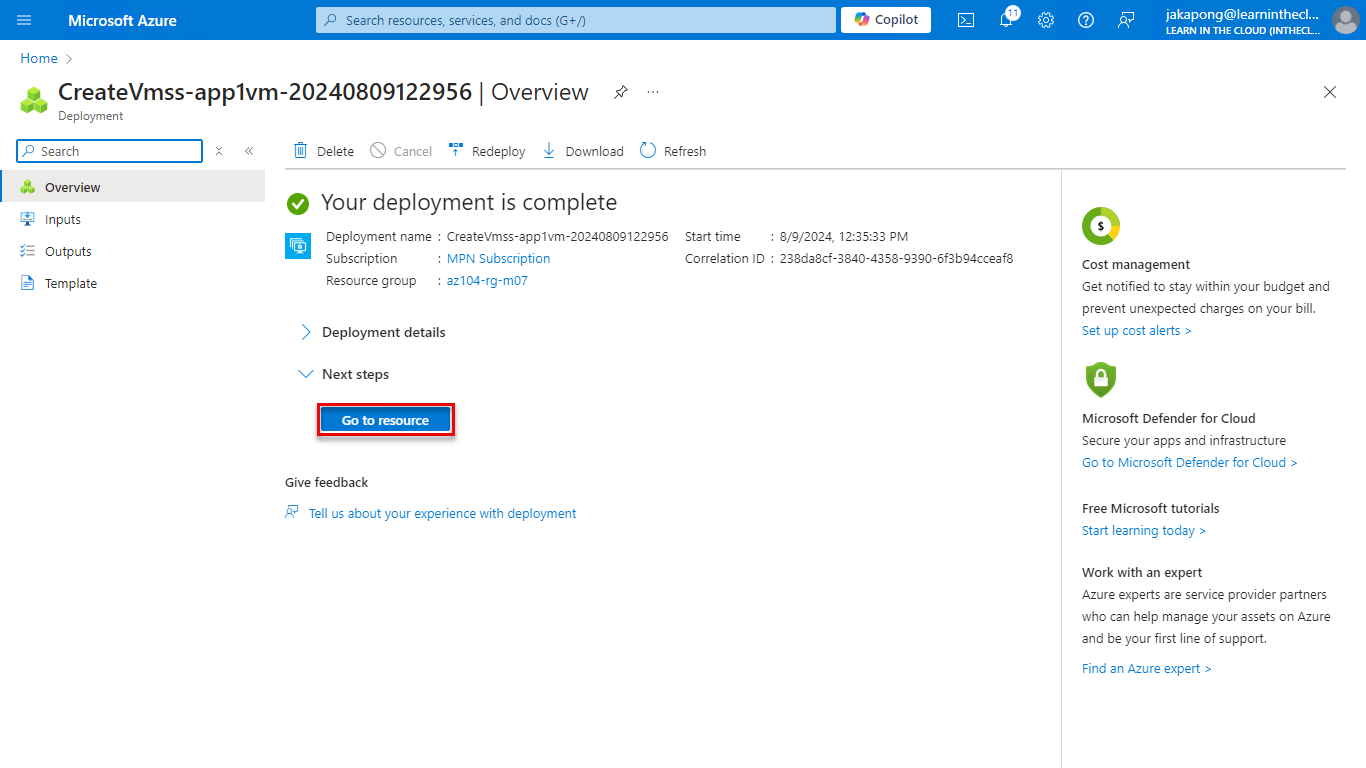 Microsoft Azure
Search resources, services, and docs (G+/)
Copilot
11
jakapong@learninthecl...
LEARN IN THE CLOUD (INTHECL...
Home
CreateVmss-app1vm-20240809122956 | Overview
...
Deployment
Search
Delete
Cancel
Redeploy
Download
Refresh
Overview
Inputs
Outputs
Template
Your deployment is complete
Deployment name : CreateVmss-app1vm-20240809122956
Subscription : MPN Subscription
Resource group : az104-rg-m07
Start time : 8/9/2024, 12:35:33 PM
Correlation ID : 238da8cf-3840-4358-9390-6f3b94cceaf8
Deployment details
Next steps
Go to resource
Give feedback
Tell us about your experience with deployment
$
Cost management
Get notified to stay within your budget and
prevent unexpected charges on your bill.
Set up cost alerts >
Microsoft Defender for Cloud
Secure your apps and infrastructure
Go to Microsoft Defender for Cloud >
Free Microsoft tutorials
Start learning today >
Work with an expert
Azure experts are service provider partners
who can help manage your assets on Azure
and be your first line of support.
Find an Azure expert >